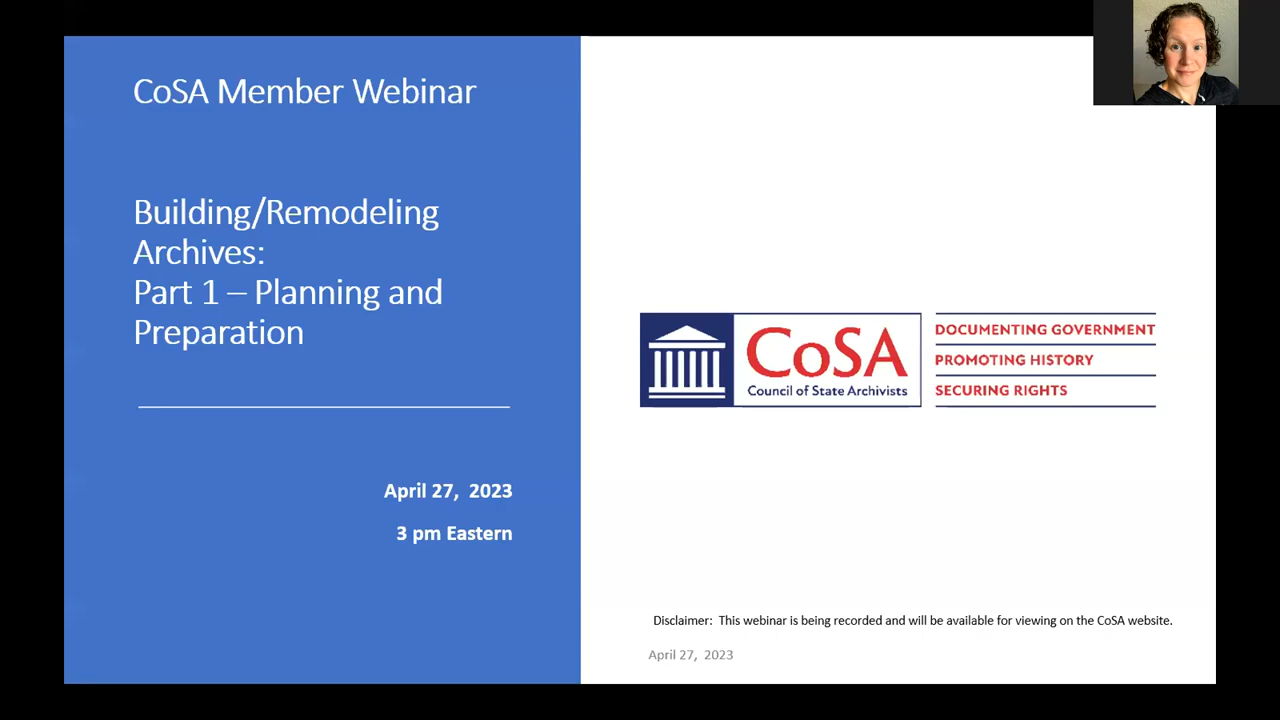 CoSA Member Webinar
Building/Remodeling
Archives:
Part 1 – Planning and
Preparation
April 27,  2023
3 pm Eastern
CoSA
Council of State Archivists
DOCUMENTING GOVERNMENT
PROMOTING HISTORY
SECURING RIGHTS
Disclaimer:  This webinar is being recorded and will be available for viewing on the CoSA website.
April 27,  2023